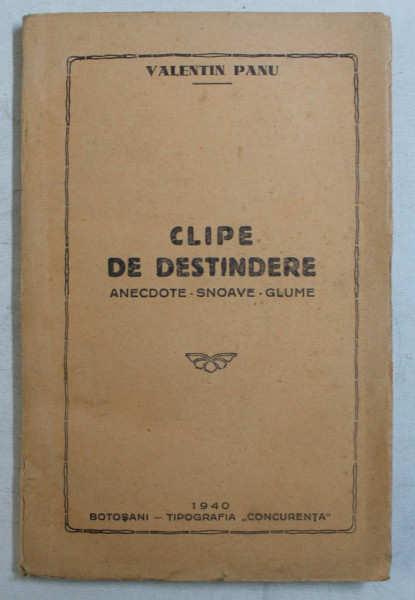 VALENTIN PANU
CLIPE
DE DESTINDERE
ANECDOTE - SNOAVE - GLUME
1940
BOTOȘANI — TIPOGRAFIA „CONCURENȚA"